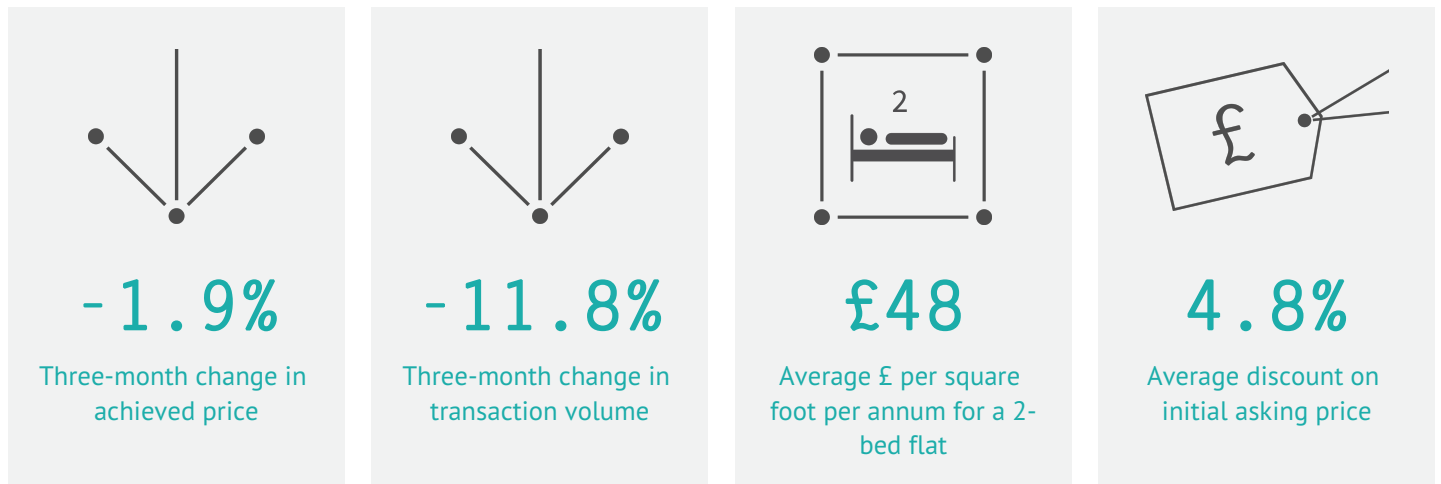 -1.9%
Three-month change in
achieved price
-11.8%
Three-month change in
transaction volume
2
£48
Average £ per square
foot per annum for a 2-
bed flat
£
4.8%
Average discount on
initial asking price